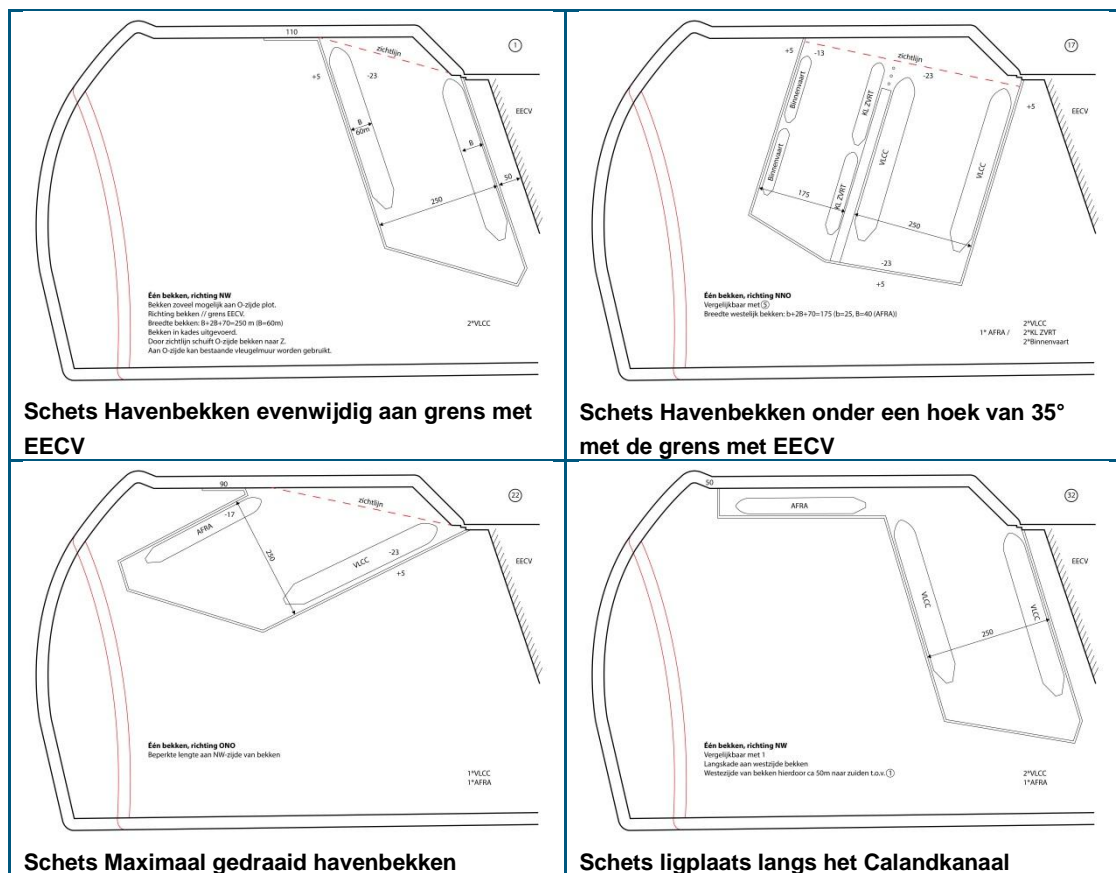 110
1
zichtlijn
+5
-23
EECV
B
60m
B
50
250
Één bekken, richting NW
Bekken zoveel mogelijk aan O-zijde plot.
Richting bekken // grens EECV.
Breedte bekken: B+2B+70=250 m (B=60m)
Bekken in kades uitgevoerd.
Door zichtlijn schuift O-zijde bekken naar Z.
Aan O-zijde kan bestaande vleugelmuur worden gebruikt.
2*VLCC
Schets Havenbekken evenwijdig aan grens met
EECV
17
+5
-13
zichtlijn
-23
+5
EECV
Binnenvaart
KL ZVRT
VLCC
VLCC
Binnenvaart
KL ZVRT
175
250
-23
+5
Één bekken, richting NNO
Vergelijkbaar met 5
Breedte westelijk bekken: b+2B+70=175 (b=25, B=40 (AFRA))
2*VLCC
1* AFRA / 2*KL ZVRT
2*Binnenvaart
Schets Havenbekken onder een hoek van 35°
met de grens met EECV
90
22
zichtlijn
-17
AFRA
250
VLCC
-23
+5
EECV
Één bekken, richting ONO
Beperkte lengte aan NW-zijde van bekken
1*VLCC
1*AFRA
Schets Maximaal gedraaid havenbekken
50
32
AFRA
EECV
VLCC
VLCC
250
Één bekken, richting NW
Vergelijkbaar met 1
Langskade aan westzijde bekken
Westezijde van bekken hierdoor ca 50m naar zuiden t.o.v. 1
2*VLCC
1*AFRA
Schets ligplaats langs het Calandkanaal